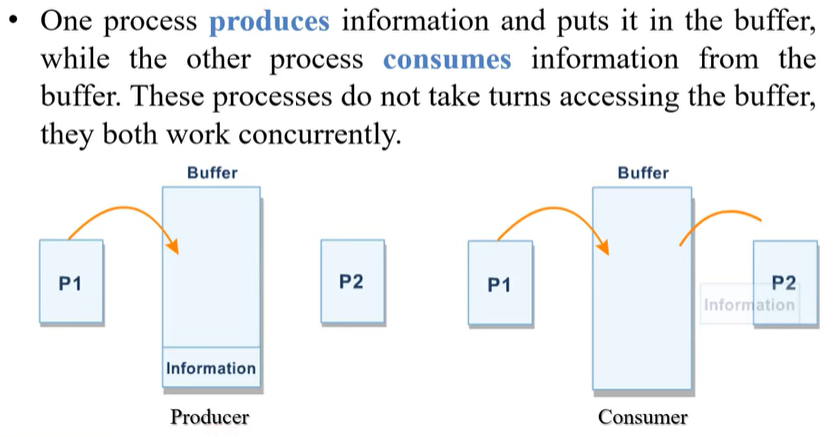 • One process produces information and puts it in the buffer,
while the other process consumes information from the
buffer. These processes do not take turns accessing the buffer,
they both work concurrently.
Buffer
P1
P2
Information
Producer
Buffer
P1
P2
Information
Consumer